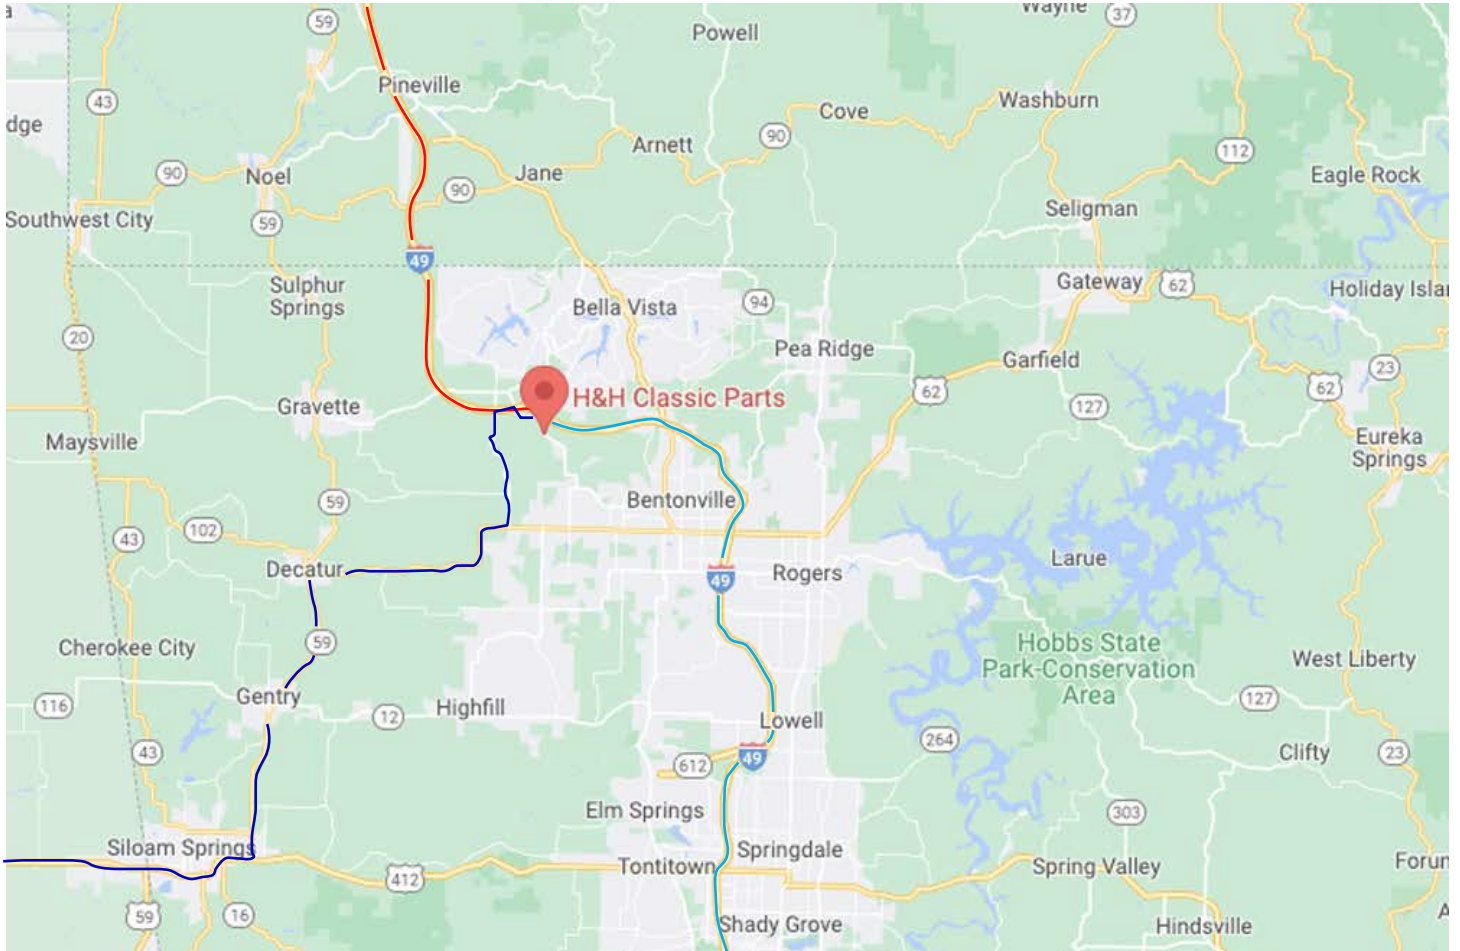 Wayne
37
59
Powell
Pineville
43
Washburn
Cove
dge
90
Arnett
112
90
Noel
Jane
90
Eagle Rock
Southwest City
59
Seligman
49
Sulphur
Springs
Gateway
62
Holiday Islar
Bella Vista
94
20
Pea Ridge
Garfield
23
62
62
H&H Classic Parts
Gravette
127
Maysville
Eureka
Springs
59
Bentonville
102
43
Decatur
49
Rogers
Larue
59
Cherokee City
Hobbs State
Park-Conservation
Area
West Liberty
Gentry
116
12
Highfill
127
Lowell
264
43
612
49
Clifty
23
Elm Springs
303
Siloam Springs
Springdale
Tontitown
Spring Valley
Forun
412
59
16
Shady Grove
Hindsville
A